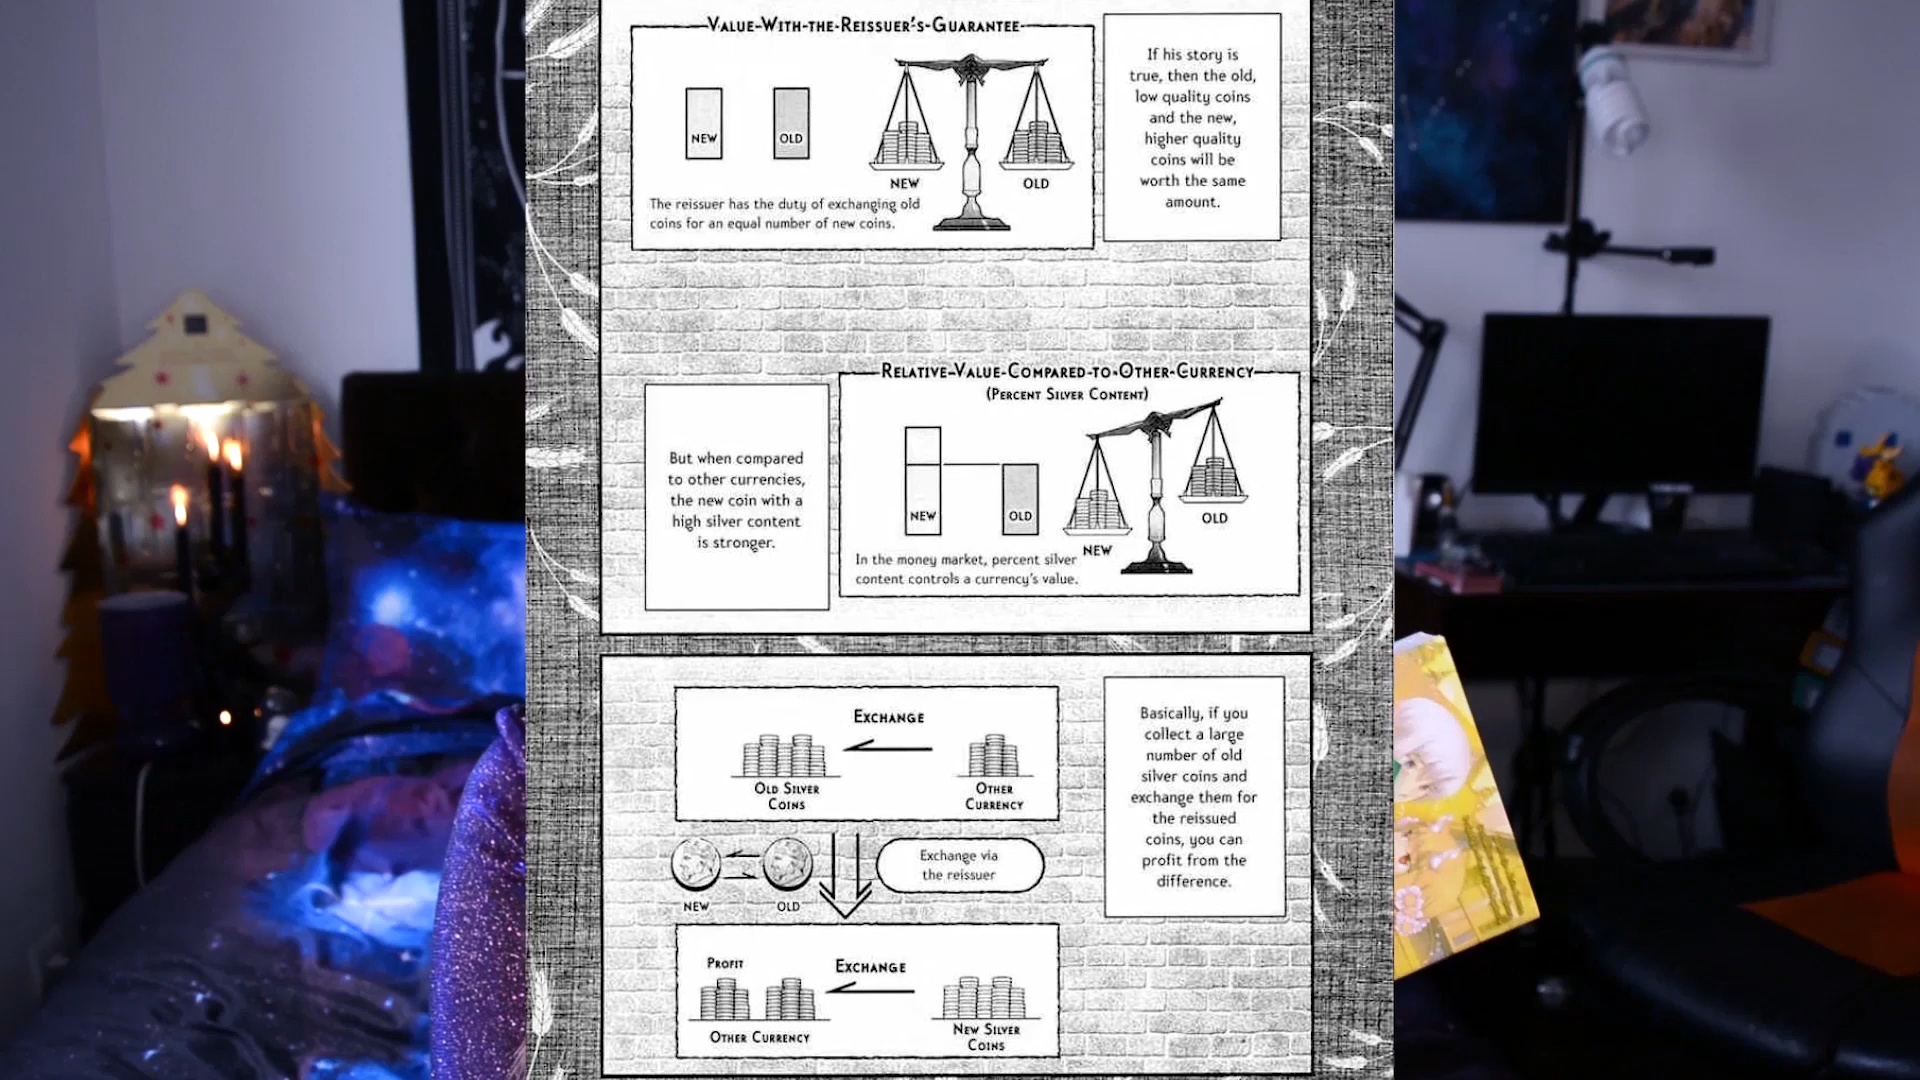 Value-With-the-Reissuer's-Guarantee
NEW
OLD
NEW
OLD
The reissuer has the duty of exchanging old
coins for an equal number of new coins.
If his story is
true, then the old,
low quality coins
and the new,
higher quality
coins will be
worth the same
amount.
Relative-Value-Compared-to-Other-Currency
(Percent Silver Content)
NEW
OLD
NEW
OLD
In the money market, percent silver
content controls a currency's value.
But when compared
to other currencies,
the new coin with a
high silver content
is stronger.
Exchange
Old Silver
Coins
Other
Currency
NEW
OLD
Exchange via
the reissuer
Basically, if you
collect a large
number of old
silver coins and
exchange them for
the reissued
coins, you can
profit from the
difference.
Profit
Exchange
Other Currency
New Silver
Coins